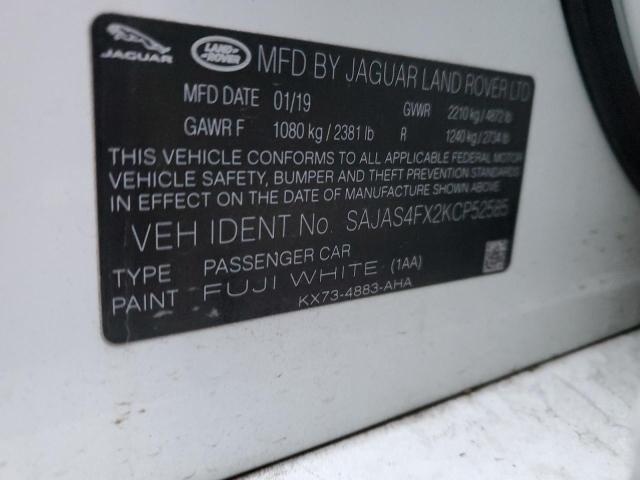 JAGUAR
LAND ROVER
MFD BY JAGUAR LAND ROVER LTD
MFD DATE 01/19 GVWR 2210 kg / 4872 lb
GAWR F 1080 kg / 2381 lb R 1240 kg / 2734 lb
THIS VEHICLE CONFORMS TO ALL APPLICABLE FEDERAL MOTOR
VEHICLE SAFETY, BUMPER AND THEFT PREVENTION STANDARDS
IN EFFECT ON THE DATE OF MANUFACTURE SHOWN ABOVE.
VEH IDENT No. SAJAS4FX2KCP52585
TYPE PASSENGER CAR
PAINT FUJI WHITE (1AA)
KX73-4883-AHA